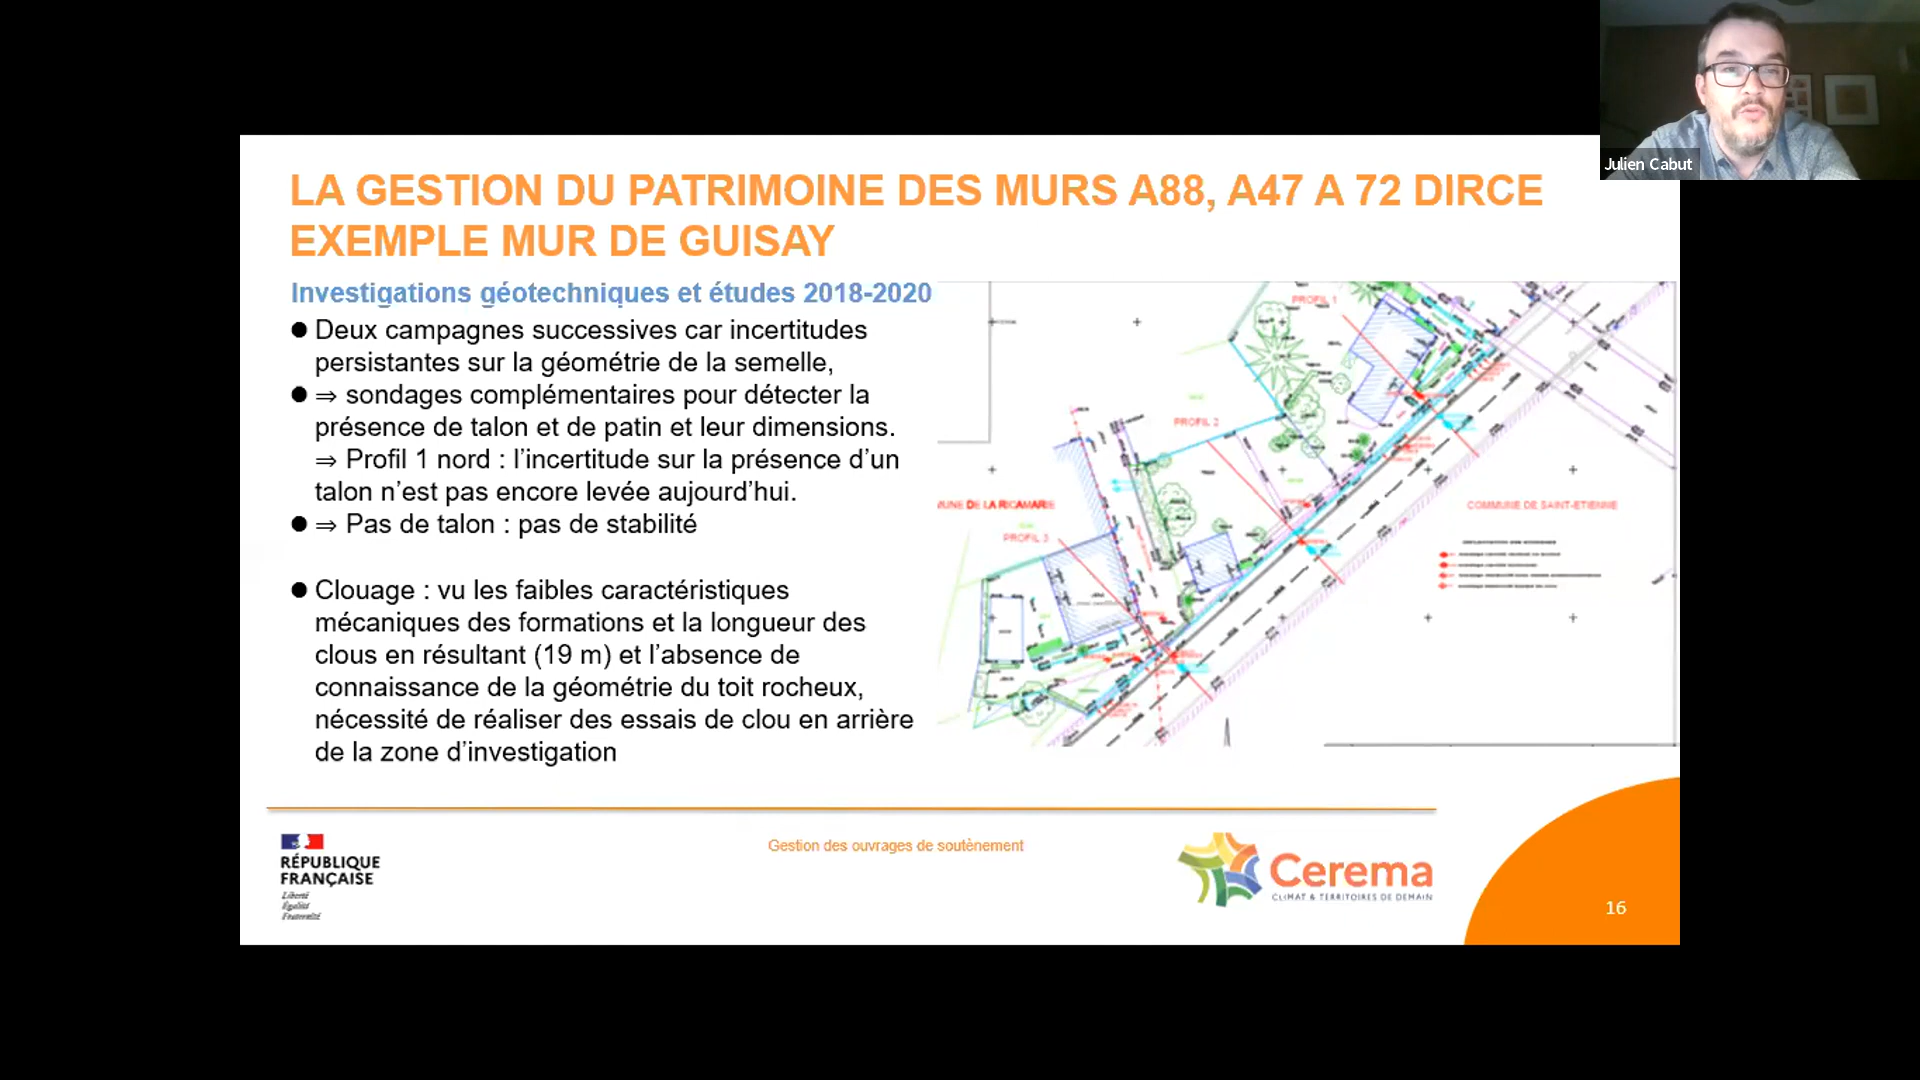 Julien Cabut
LA GESTION DU PATRIMOINE DES MURS A88, A47 A 72 DIRCE
EXEMPLE MUR DE GUISAY
Investigations géotechniques et études 2018-2020
● Deux campagnes successives car incertitudes
persistantes sur la géométrie de la semelle,
● ⇒ sondages complémentaires pour détecter la
présence de talon et de patin et leur dimensions.
⇒ Profil 1 nord : l’incertitude sur la présence d’un
talon n’est pas encore levée aujourd’hui.
● ⇒ Pas de talon : pas de stabilité
● Clouage : vu les faibles caractéristiques
mécaniques des formations et la longueur des
clous en résultant (19 m) et l’absence de
connaissance de la géométrie du toit rocheux,
nécessité de réaliser des essais de clou en arrière
de la zone d’investigation
PROFIL 1
PROFIL 2
DE LA RICAMARIE
COMMUNE DE SAINT-ETIENNE
PROFIL 3
RÉPUBLIQUE
FRANÇAISE
Liberté
Égalité
Fraternité
Gestion des ouvrages de soutènement
Cerema
CLIMAT & TERRITOIRES DE DEMAIN
16